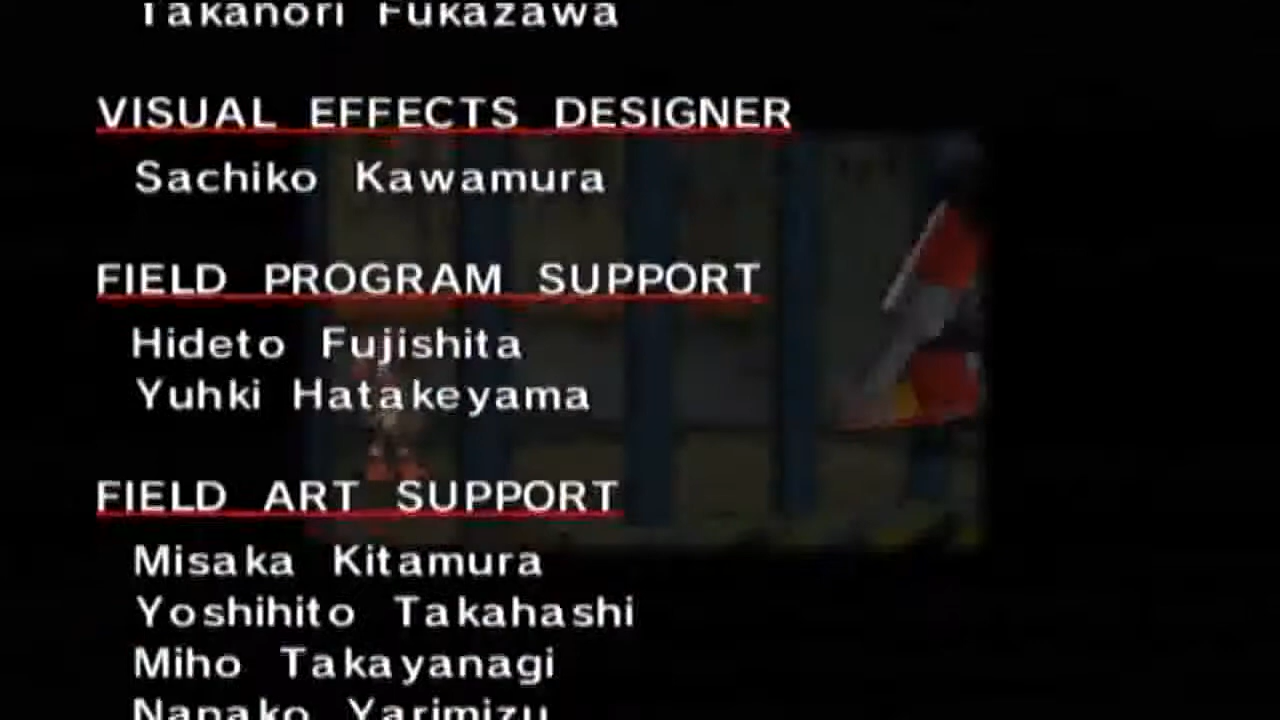 Takanori Fukazawa
VISUAL EFFECTS DESIGNER
Sachiko Kawamura
FIELD PROGRAM SUPPORT
Hideto Fujishita
Yuhki Hatakeyama
FIELD ART SUPPORT
Misaka Kitamura
Yoshihito Takahashi
Miho Takayanagi
Nanako Yarimizu